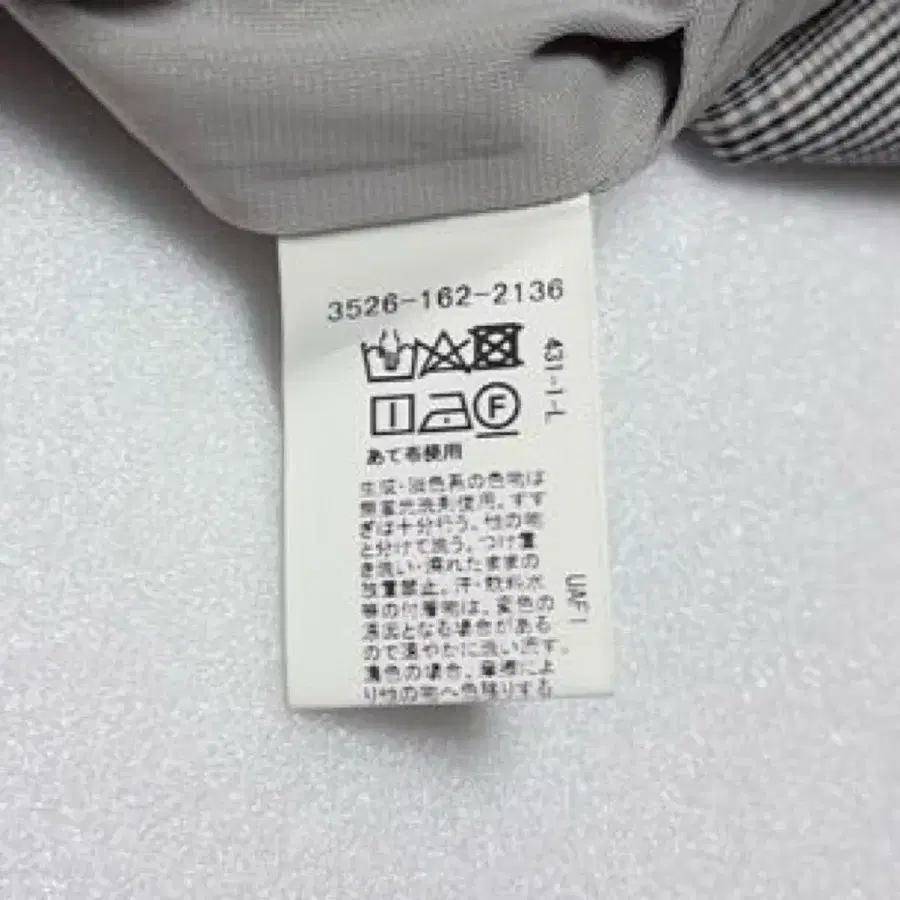 3526-162-2136
431-1-L
F
あて布使用
生成・淡色系の色物は
無蛍光洗剤使用。すす
ぎは十分行う。他の物
と分けて洗う。つけ置
き洗い・濡れたままの
放置禁止。汗・飲料水
等の付着物は、変色の
原因となる場合がある
ので速やかに洗い流す。
濃色の場合、摩擦によ
り他の物へ色移りする
UAF1